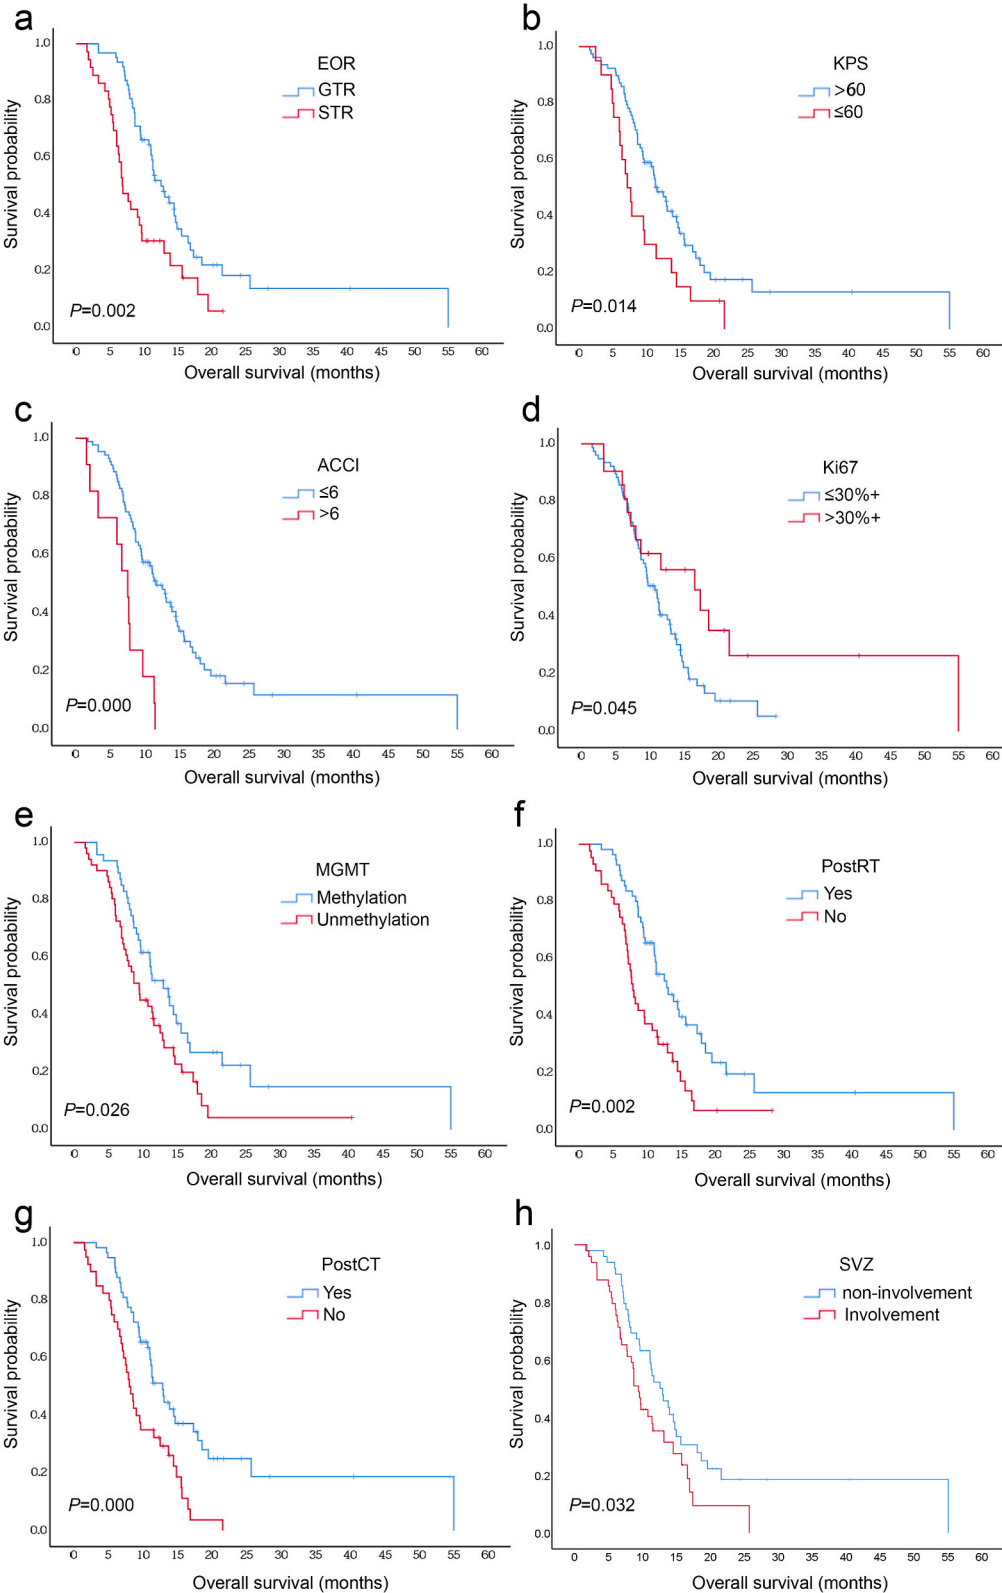 a
EOR
GTR
STR
1.0
0.8
0.6
0.4
0.2
0.0
Survival probability
P=0.002
0 5 10 15 20 25 30 35 40 45 50 55 60
Overall survival (months)
b
KPS
>60
≤60
1.0
0.8
0.6
0.4
0.2
0.0
Survival probability
P=0.014
0 5 10 15 20 25 30 35 40 45 50 55 60
Overall survival (months)
c
ACCI
≤6
>6
1.0
0.8
0.6
0.4
0.2
0.0
Survival probability
P=0.000
0 5 10 15 20 25 30 35 40 45 50 55 60
Overall survival (months)
d
Ki67
≤30%+
>30%+
1.0
0.8
0.6
0.4
0.2
0.0
Survival probability
P=0.045
0 5 10 15 20 25 30 35 40 45 50 55 60
Overall survival (months)
e
MGMT
Methylation
Unmethylation
1.0
0.8
0.6
0.4
0.2
0.0
Survival probability
P=0.026
0 5 10 15 20 25 30 35 40 45 50 55 60
Overall survival (months)
f
PostRT
Yes
No
1.0
0.8
0.6
0.4
0.2
0.0
Survival probability
P=0.002
0 5 10 15 20 25 30 35 40 45 50 55 60
Overall survival (months)
g
PostCT
Yes
No
1.0
0.8
0.6
0.4
0.2
0.0
Survival probability
P=0.000
0 5 10 15 20 25 30 35 40 45 50 55 60
Overall survival (months)
h
SVZ
non-involvement
Involvement
1.0
0.8
0.6
0.4
0.2
0.0
Survival probability
P=0.032
0 5 10 15 20 25 30 35 40 45 50 55 60
Overall survival (months)